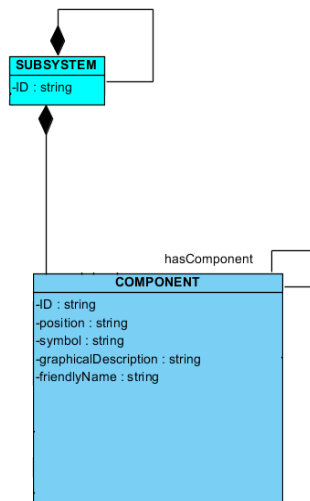 SUBSYSTEM
-ID : string
hasComponent
COMPONENT
-ID : string
-position : string
-symbol : string
-graphicalDescription : string
-friendlyName : string